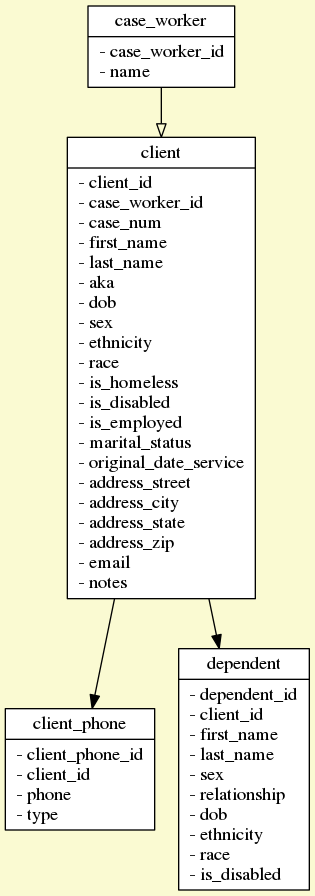 case_worker
- case_worker_id
- name
client
- client_id
- case_worker_id
- case_num
- first_name
- last_name
- aka
- dob
- sex
- ethnicity
- race
- is_homeless
- is_disabled
- is_employed
- marital_status
- original_date_service
- address_street
- address_city
- address_state
- address_zip
- email
- notes
client_phone
- client_phone_id
- client_id
- phone
- type
dependent
- dependent_id
- client_id
- first_name
- last_name
- sex
- relationship
- dob
- ethnicity
- race
- is_disabled